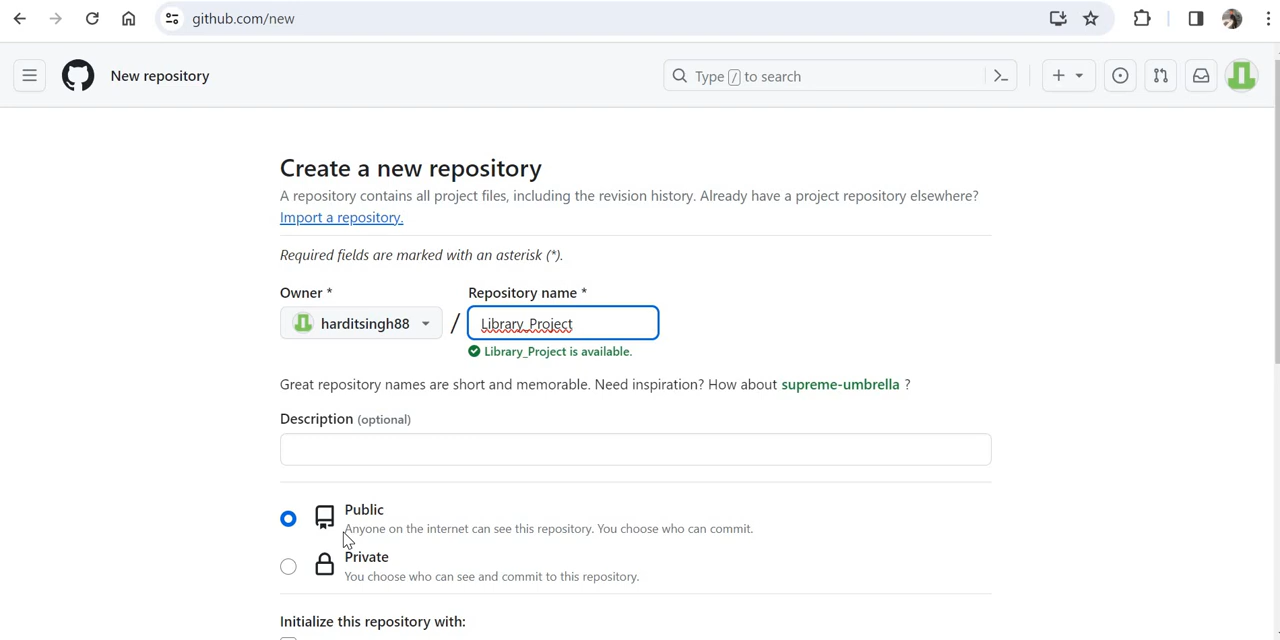 github.com/new
New repository
Type / to search
Create a new repository
A repository contains all project files, including the revision history. Already have a project repository elsewhere?
Import a repository.
Required fields are marked with an asterisk (*).
Owner * Repository name *
harditsingh88 / Library_Project
Library_Project is available.
Great repository names are short and memorable. Need inspiration? How about supreme-umbrella ?
Description (optional)
Public
Anyone on the internet can see this repository. You choose who can commit.
Private
You choose who can see and commit to this repository.
Initialize this repository with: